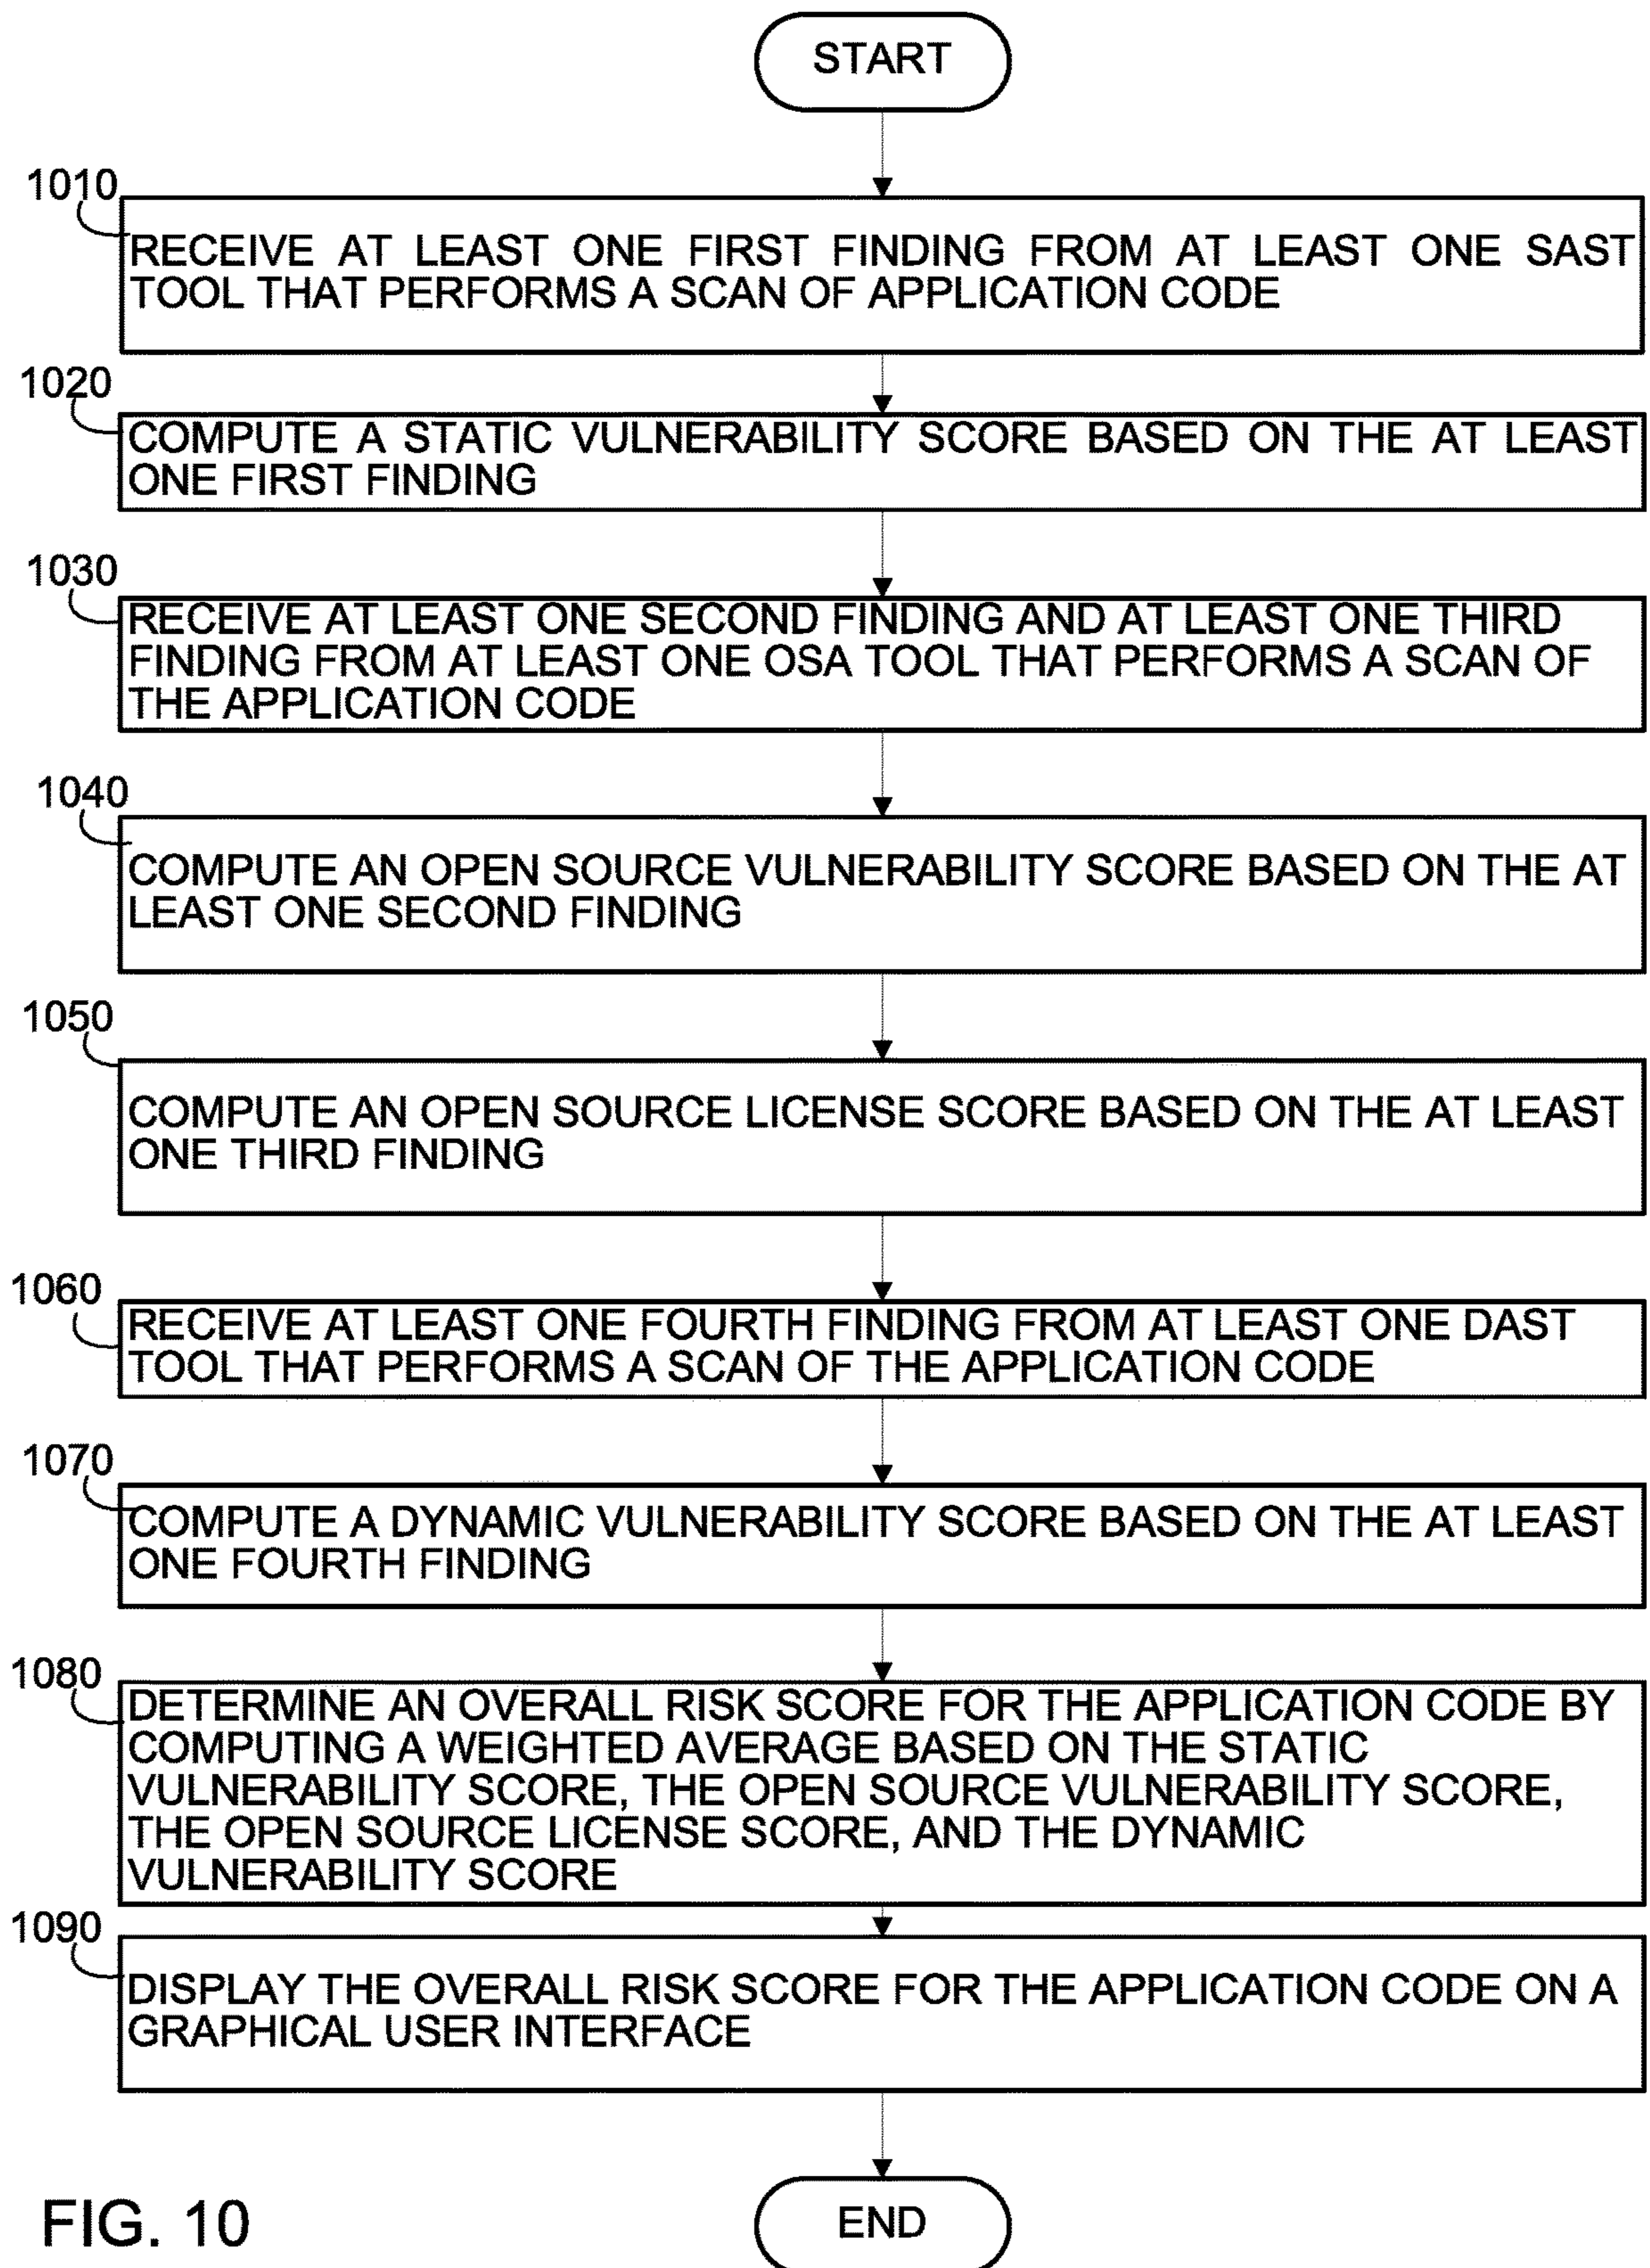 START
1010
RECEIVE AT LEAST ONE FIRST FINDING FROM AT LEAST ONE SAST
TOOL THAT PERFORMS A SCAN OF APPLICATION CODE
1020
COMPUTE A STATIC VULNERABILITY SCORE BASED ON THE AT LEAST
ONE FIRST FINDING
1030
RECEIVE AT LEAST ONE SECOND FINDING AND AT LEAST ONE THIRD
FINDING FROM AT LEAST ONE OSA TOOL THAT PERFORMS A SCAN OF
THE APPLICATION CODE
1040
COMPUTE AN OPEN SOURCE VULNERABILITY SCORE BASED ON THE AT
LEAST ONE SECOND FINDING
1050
COMPUTE AN OPEN SOURCE LICENSE SCORE BASED ON THE AT LEAST
ONE THIRD FINDING
1060
RECEIVE AT LEAST ONE FOURTH FINDING FROM AT LEAST ONE DAST
TOOL THAT PERFORMS A SCAN OF THE APPLICATION CODE
1070
COMPUTE A DYNAMIC VULNERABILITY SCORE BASED ON THE AT LEAST
ONE FOURTH FINDING
1080
DETERMINE AN OVERALL RISK SCORE FOR THE APPLICATION CODE BY
COMPUTING A WEIGHTED AVERAGE BASED ON THE STATIC
VULNERABILITY SCORE, THE OPEN SOURCE VULNERABILITY SCORE,
THE OPEN SOURCE LICENSE SCORE, AND THE DYNAMIC
VULNERABILITY SCORE
1090
DISPLAY THE OVERALL RISK SCORE FOR THE APPLICATION CODE ON A
GRAPHICAL USER INTERFACE
END
FIG. 10